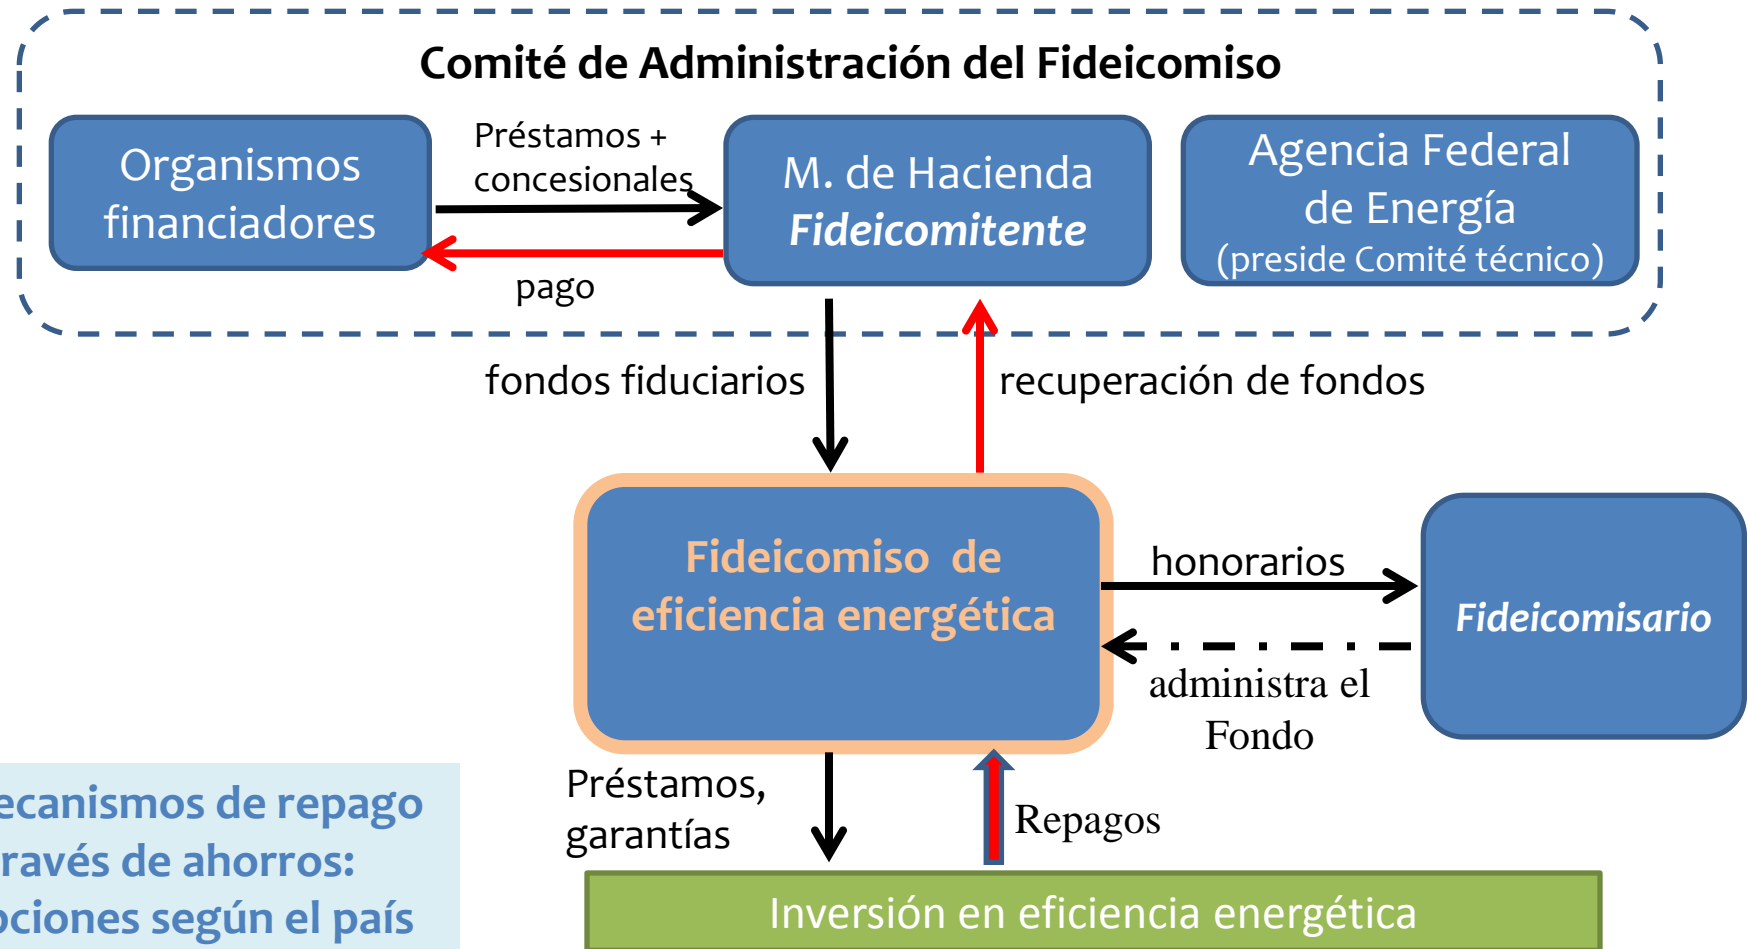 Comité de Administración del Fideicomiso
Organismos
financiadores
Préstamos +
concesionales
pago
M. de Hacienda
Fideicomitente
Agencia Federal
de Energía
(preside Comité técnico)
fondos fiduciarios
recuperación de fondos
Fideicomiso de
eficiencia energética
honorarios
administra el
Fondo
Fideicomisario
Préstamos,
garantías
Repagos
ecanismos de repago
ravés de ahorros:
ciones según el país
Inversión en eficiencia energética